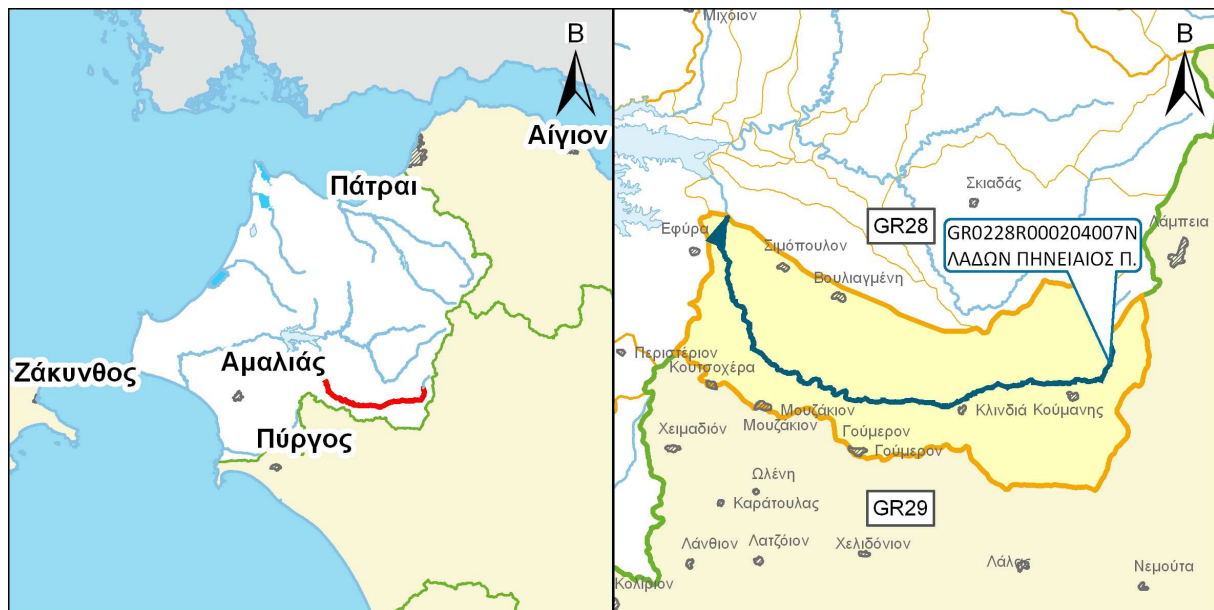 Β
Αίγιον
Πάτραι
Ζάκυνθος
Αμαλιάς
Πύργος
Μιχόιον
Β
Σκιαδάς
GR28
GR0228R000204007N
ΛΑΔΩΝ ΠΗΝΕΙΑΙΟΣ Π.
Λάμπεια
Εφύρα
Σιμόπουλον
Βουλιαγμένη
Περιστέριον
Κουτσοχέρα
Μουζάκιον
Μουζάκιον
Κλινδιά
Κούμανης
Χειμαδιόν
Γούμερον
Γούμερον
Ωλένη
Καράτουλας
GR29
Λάνθιον
Λατζόιον
Χελιδόνιον
Λάλας
Νεμούτα
Κολίριον